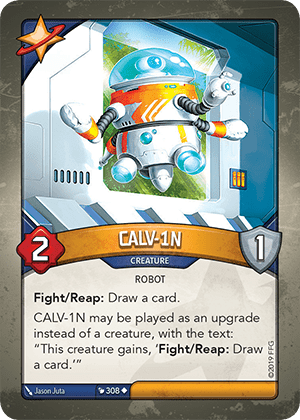 CALV-1N
2
CREATURE
1
ROBOT
Fight/Reap: Draw a card.
CALV-1N may be played as an upgrade
instead of a creature, with the text:
“This creature gains, ‘Fight/Reap: Draw
a card.’”
©2019 FFG
Jason Juta
308